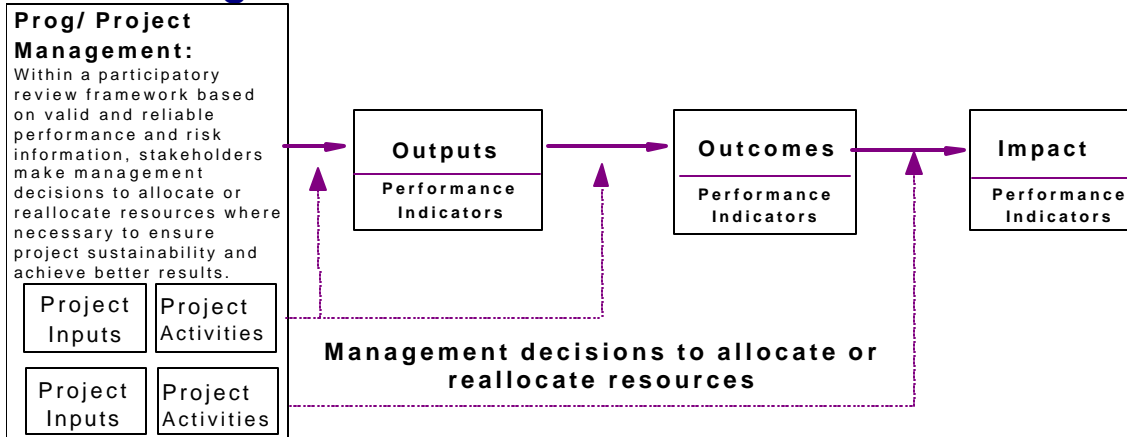 Prog/ Project
Management:
Within a participatory
review framework based
on valid and reliable
performance and risk
information, stakeholders
make management
decisions to allocate or
reallocate resources where
necessary to ensure
project sustainability and
achieve better results.
Project
Inputs
Project
Activities
Project
Inputs
Project
Activities
Outputs
Performance
Indicators
Outcomes
Performance
Indicators
Impact
Performance
Indicators
Management decisions to allocate or
reallocate resources